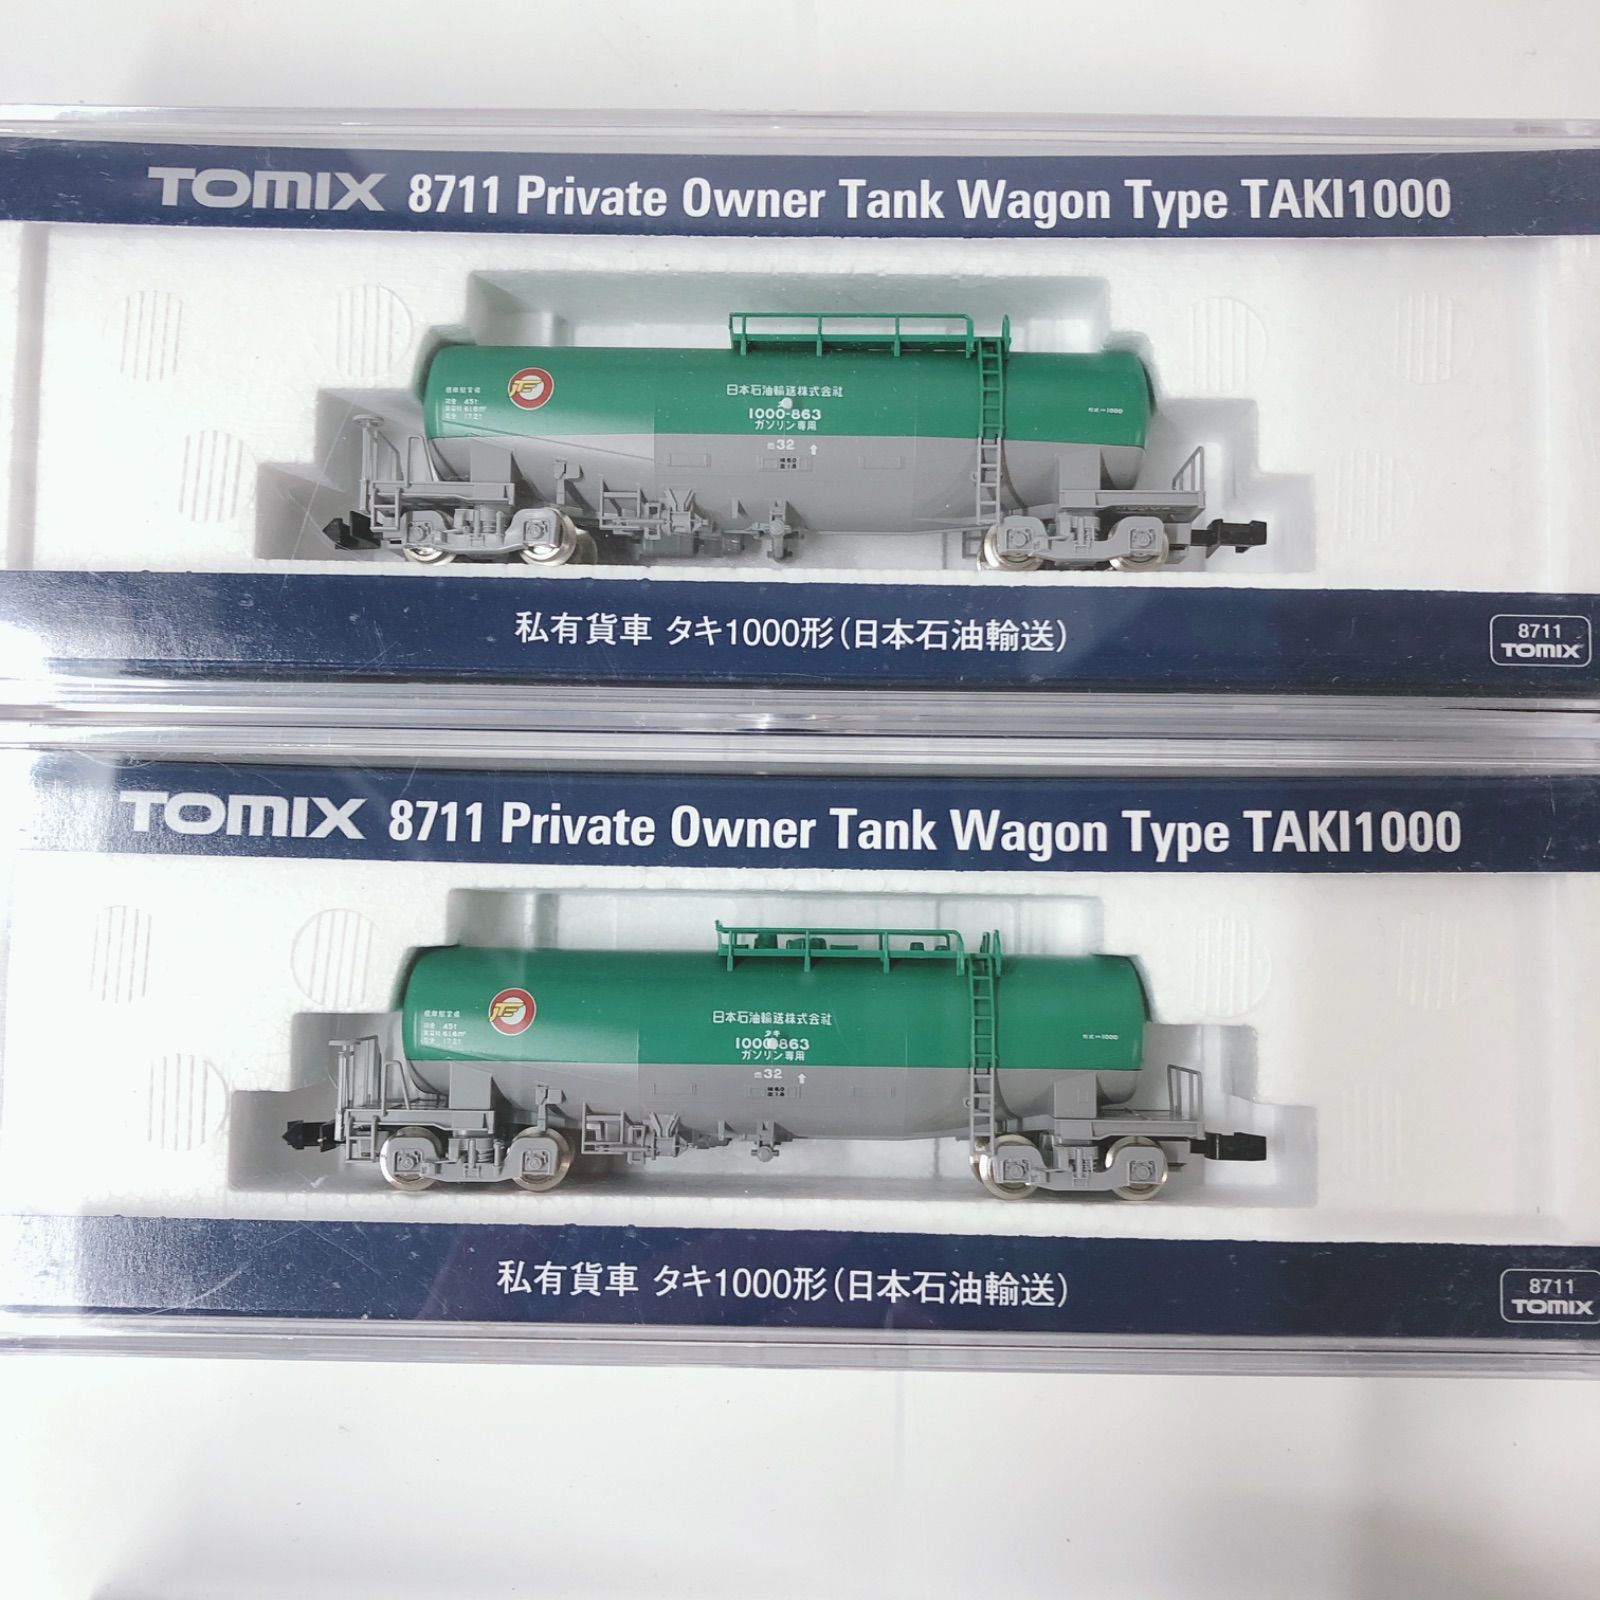 TOMIX 8711 Private Owner Tank Wagon Type TAKI1000
日本石油輸送株式会社
1000-863
ガソリン専用
32
私有貨車 タキ1000形(日本石油輸送)
8711
TOMIX
TOMIX 8711 Private Owner Tank Wagon Type TAKI1000
日本石油輸送株式会社
タキ
ガソリン専用
32
私有貨車 タキ1000形(日本石油輸送)
8711
TOMIX